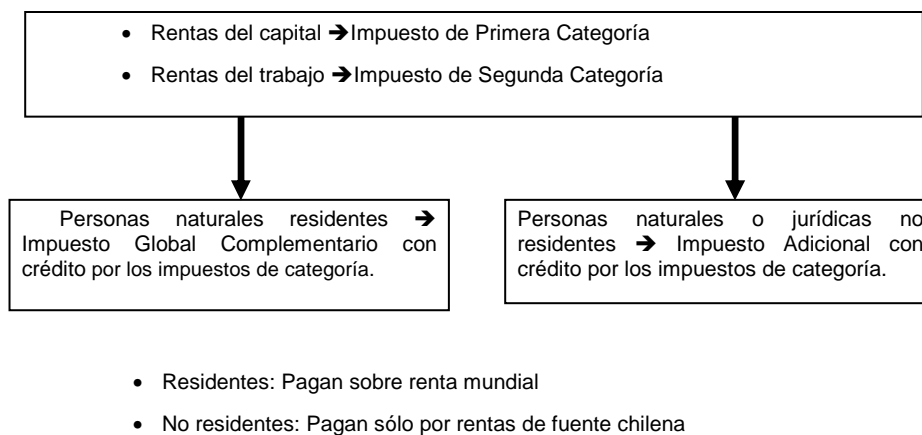 • Rentas del capital ➔Impuesto de Primera Categoría
• Rentas del trabajo ➔Impuesto de Segunda Categoría
Personas naturales residentes ➔
Impuesto Global Complementario con
crédito por los impuestos de categoría.
Personas naturales o jurídicas no
residentes ➔ Impuesto Adicional con
crédito por los impuestos de categoría.
• Residentes: Pagan sobre renta mundial
• No residentes: Pagan sólo por rentas de fuente chilena